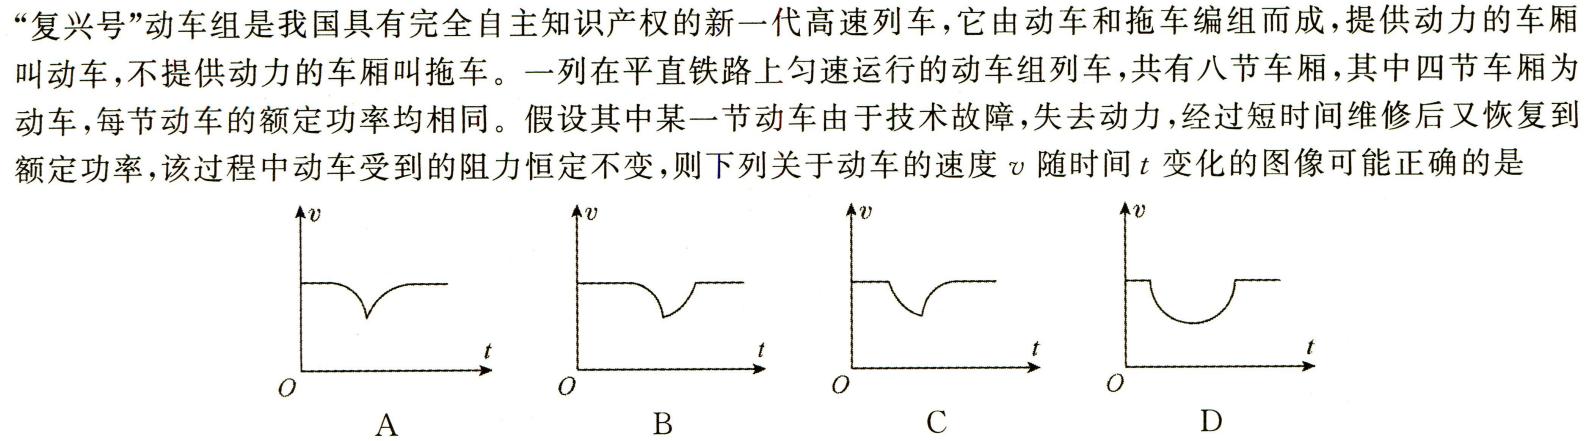 “复兴号”动车组是我国具有完全自主知识产权的新一代高速列车,它由动车和拖车编组而成,提供动力的车厢
叫动车,不提供动力的车厢叫拖车。一列在平直铁路上匀速运行的动车组列车,共有八节车厢,其中四节车厢为
动车,每节动车的额定功率均相同。假设其中某一节动车由于技术故障,失去动力,经过短时间维修后又恢复到
额定功率,该过程中动车受到的阻力恒定不变,则下列关于动车的速度 v 随时间 t 变化的图像可能正确的是
v v v v
t t t t
O O O O
A B C D